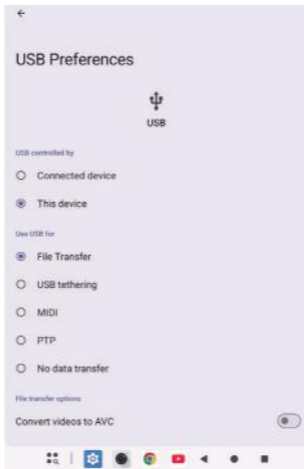 USB Preferences
USB
USB controlled by
Connected device
This device
Use USB for
File Transfer
USB tethering
MIDI
PTP
No data transfer
File transfer options
Convert videos to AVC